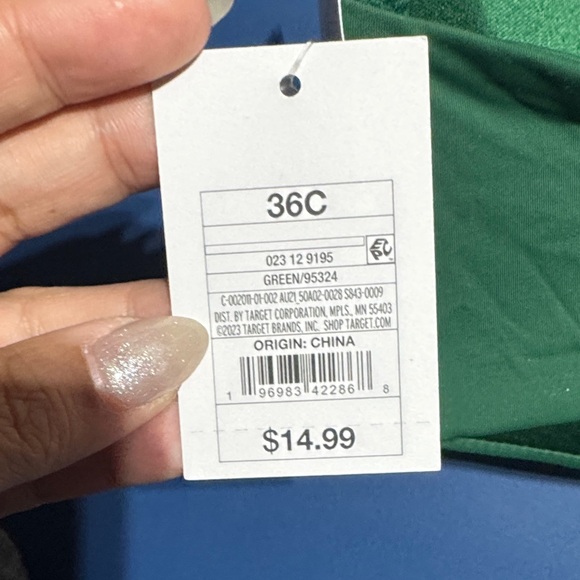 36C
023 12 9195
GREEN/95324
C-002011-01-002 AU21 50A02-0028 S843-0009
DIST. BY TARGET CORPORATION, MPLS., MN 55403
©2023 TARGET BRANDS, INC. SHOP TARGET.COM
ORIGIN: CHINA
1 96983 42286 8
$14.99